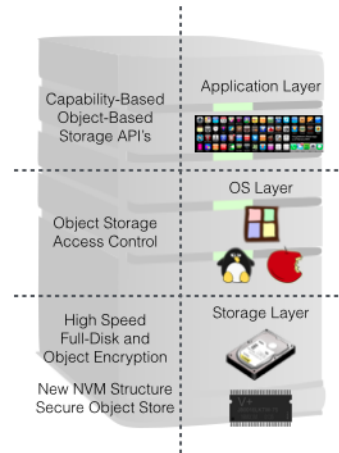 Capability-Based
Object-Based
Storage API's
Application Layer
OS Layer
Object Storage
Access Control
Storage Layer
High Speed
Full-Disk and
Object Encryption
New NVM Structure
Secure Object Store